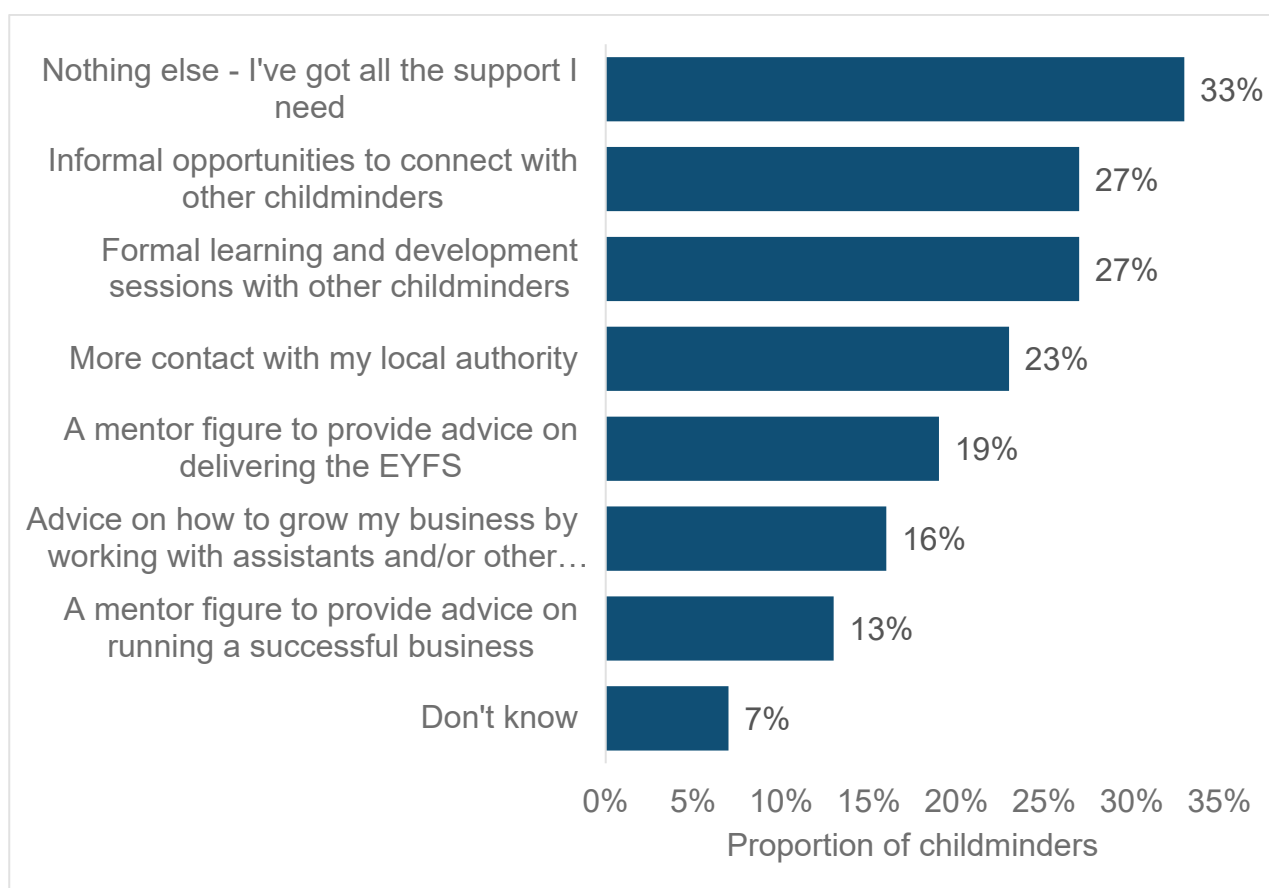 Nothing else - I've got all the support I
need
33%
Informal opportunities to connect with
other childminders
27%
Formal learning and development
sessions with other childminders
27%
More contact with my local authority
23%
A mentor figure to provide advice on
delivering the EYFS
19%
Advice on how to grow my business by
working with assistants and/or other…
16%
A mentor figure to provide advice on
running a successful business
13%
Don't know
7%
0% 5% 10% 15% 20% 25% 30% 35%
Proportion of childminders